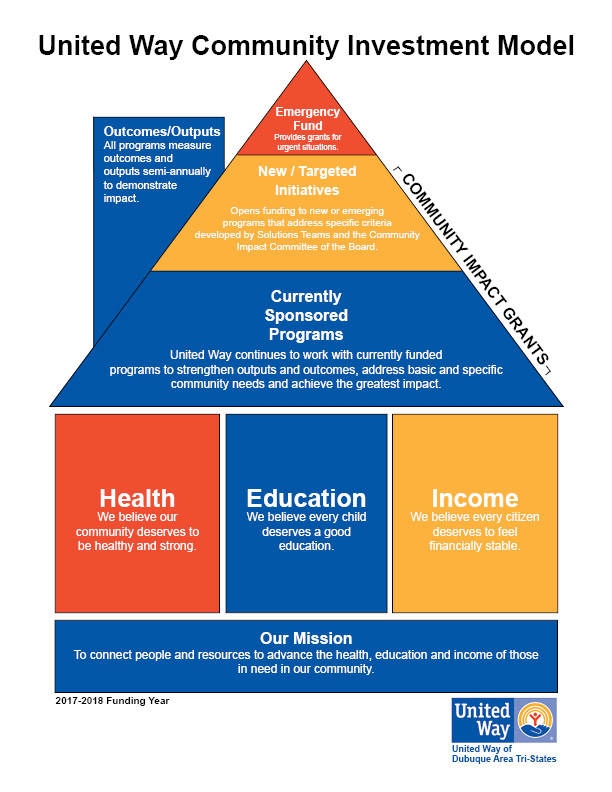 United Way Community Investment Model
Emergency
Fund
Provides grants for
urgent situations.
Outcomes/Outputs
All programs measure
outcomes and
outputs semi-annually
to demonstrate
impact.
New / Targeted
Initiatives
Opens funding to new or emerging
programs that address specific criteria
developed by Solutions Teams and the Community
Impact Committee of the Board.
COMMUNITY IMPACT GRANTS
Currently
Sponsored
Programs
United Way continues to work with currently funded
programs to strengthen outputs and outcomes, address basic and specific
community needs and achieve the greatest impact.
Health
We believe our
community deserves to
be healthy and strong.
Education
We believe every child
deserves a good
education.
Income
We believe every citizen
deserves to feel
financially stable.
Our Mission
To connect people and resources to advance the health, education and income of those
in need in our community.
2017-2018 Funding Year
United
Way
United Way of
Dubuque Area Tri-States